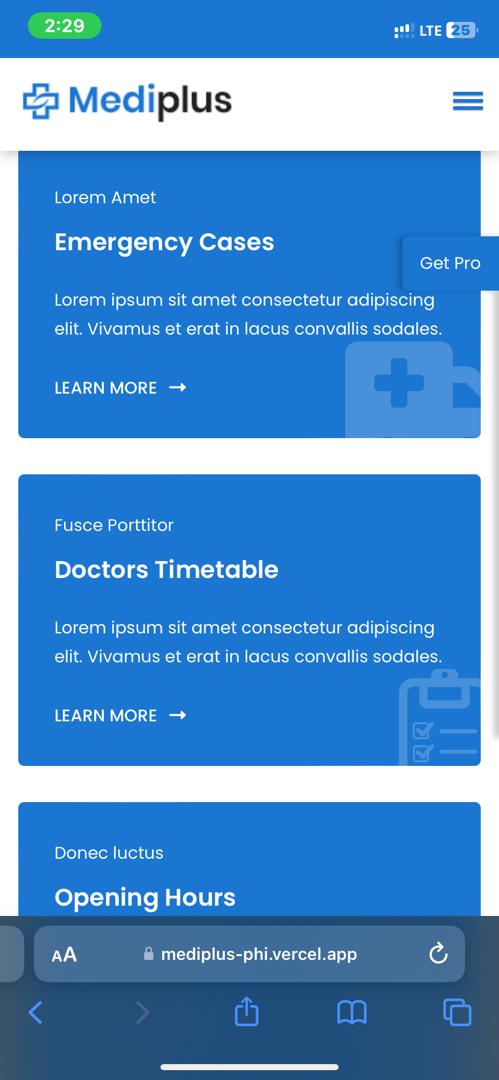 2:29
LTE 25
Mediplus
Lorem Amet
Emergency Cases
Get Pro
Lorem ipsum sit amet consectetur adipiscing
elit. Vivamus et erat in lacus convallis sodales.
LEARN MORE →
Fusce Porttitor
Doctors Timetable
Lorem ipsum sit amet consectetur adipiscing
elit. Vivamus et erat in lacus convallis sodales.
LEARN MORE →
Donec luctus
Opening Hours
AA mediplus-phi.vercel.app